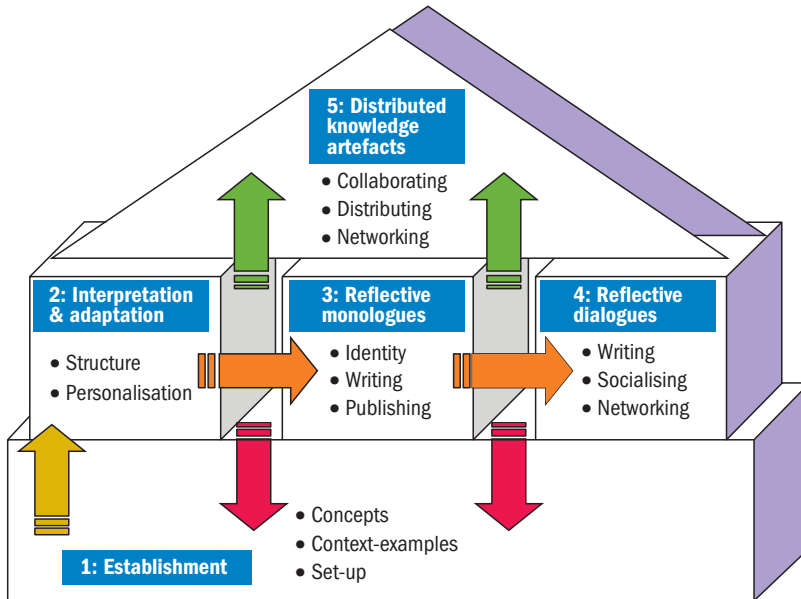 5: Distributed
knowledge
artefacts
• Collaborating
• Distributing
• Networking
2: Interpretation
& adaptation
• Structure
• Personalisation
3: Reflective
monologues
• Identity
• Writing
• Publishing
4: Reflective
dialogues
• Writing
• Socialising
• Networking
1: Establishment
• Concepts
• Context-examples
• Set-up